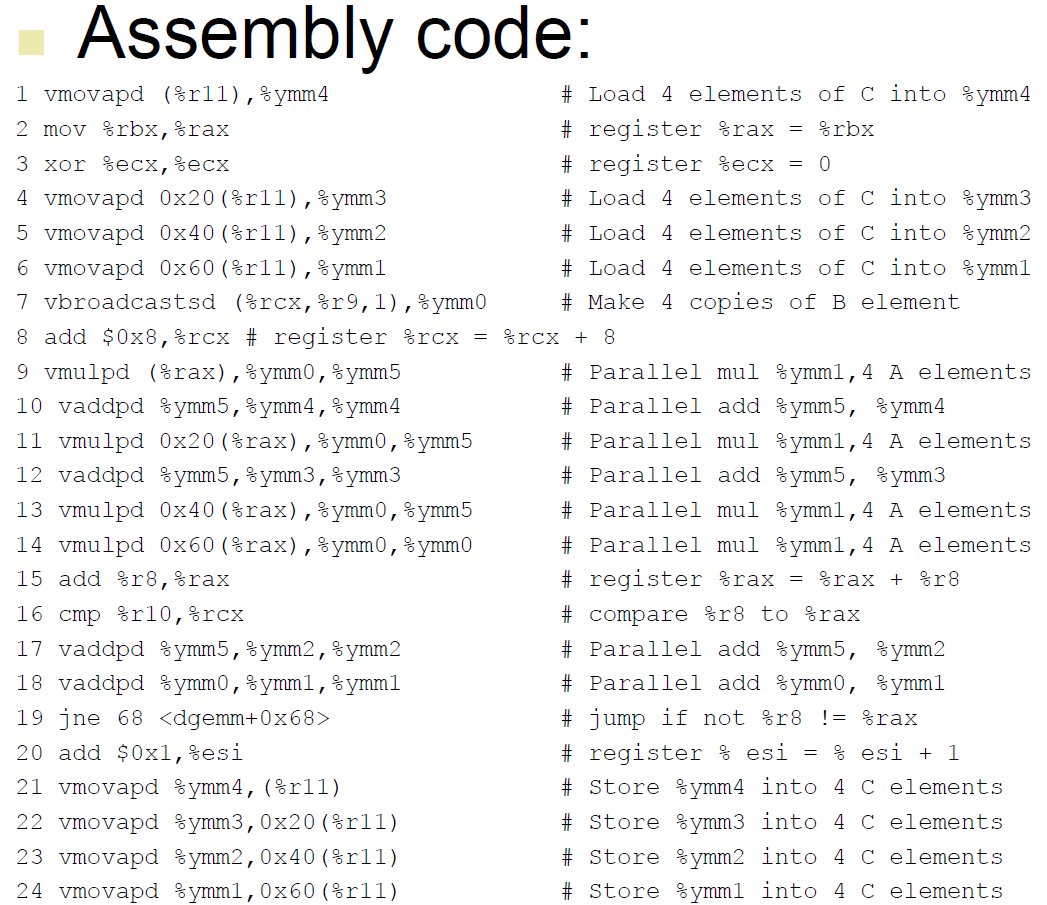 Assembly code:
1 vmovapd (%r11),%ymm4 # Load 4 elements of C into %ymm4
2 mov %rbx,%rax # register %rax = %rbx
3 xor %ecx,%ecx # register %ecx = 0
4 vmovapd 0x20(%r11),%ymm3 # Load 4 elements of C into %ymm3
5 vmovapd 0x40(%r11),%ymm2 # Load 4 elements of C into %ymm2
6 vmovapd 0x60(%r11),%ymm1 # Load 4 elements of C into %ymm1
7 vbroadcastsd (%rcx,%r9,1),%ymm0 # Make 4 copies of B element
8 add $0x8,%rcx # register %rcx = %rcx + 8
9 vmulpd (%rax),%ymm0,%ymm5 # Parallel mul %ymm1,4 A elements
10 vaddpd %ymm5,%ymm4,%ymm4 # Parallel add %ymm5, %ymm4
11 vmulpd 0x20(%rax),%ymm0,%ymm5 # Parallel mul %ymm1,4 A elements
12 vaddpd %ymm5,%ymm3,%ymm3 # Parallel add %ymm5, %ymm3
13 vmulpd 0x40(%rax),%ymm0,%ymm5 # Parallel mul %ymm1,4 A elements
14 vmulpd 0x60(%rax),%ymm0,%ymm0 # Parallel mul %ymm1,4 A elements
15 add %r8,%rax # register %rax = %rax + %r8
16 cmp %r10,%rcx # compare %r8 to %rax
17 vaddpd %ymm5,%ymm2,%ymm2 # Parallel add %ymm5, %ymm2
18 vaddpd %ymm0,%ymm1,%ymm1 # Parallel add %ymm0, %ymm1
19 jne 68 <dgemm+0x68> # jump if not %r8 != %rax
20 add $0x1,%esi # register % esi = % esi + 1
21 vmovapd %ymm4,(%r11) # Store %ymm4 into 4 C elements
22 vmovapd %ymm3,0x20(%r11) # Store %ymm3 into 4 C elements
23 vmovapd %ymm2,0x40(%r11) # Store %ymm2 into 4 C elements
24 vmovapd %ymm1,0x60(%r11) # Store %ymm1 into 4 C elements